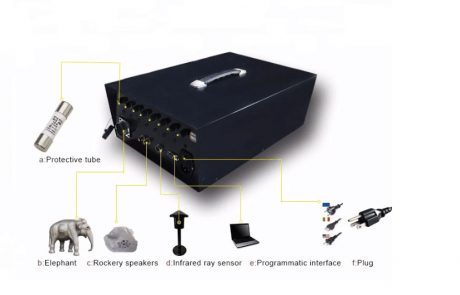 a:Protective tube
b:Elephant
c:Rockery speakers
d:Infrared ray sensor
e:Programmatic interface
f:Plug